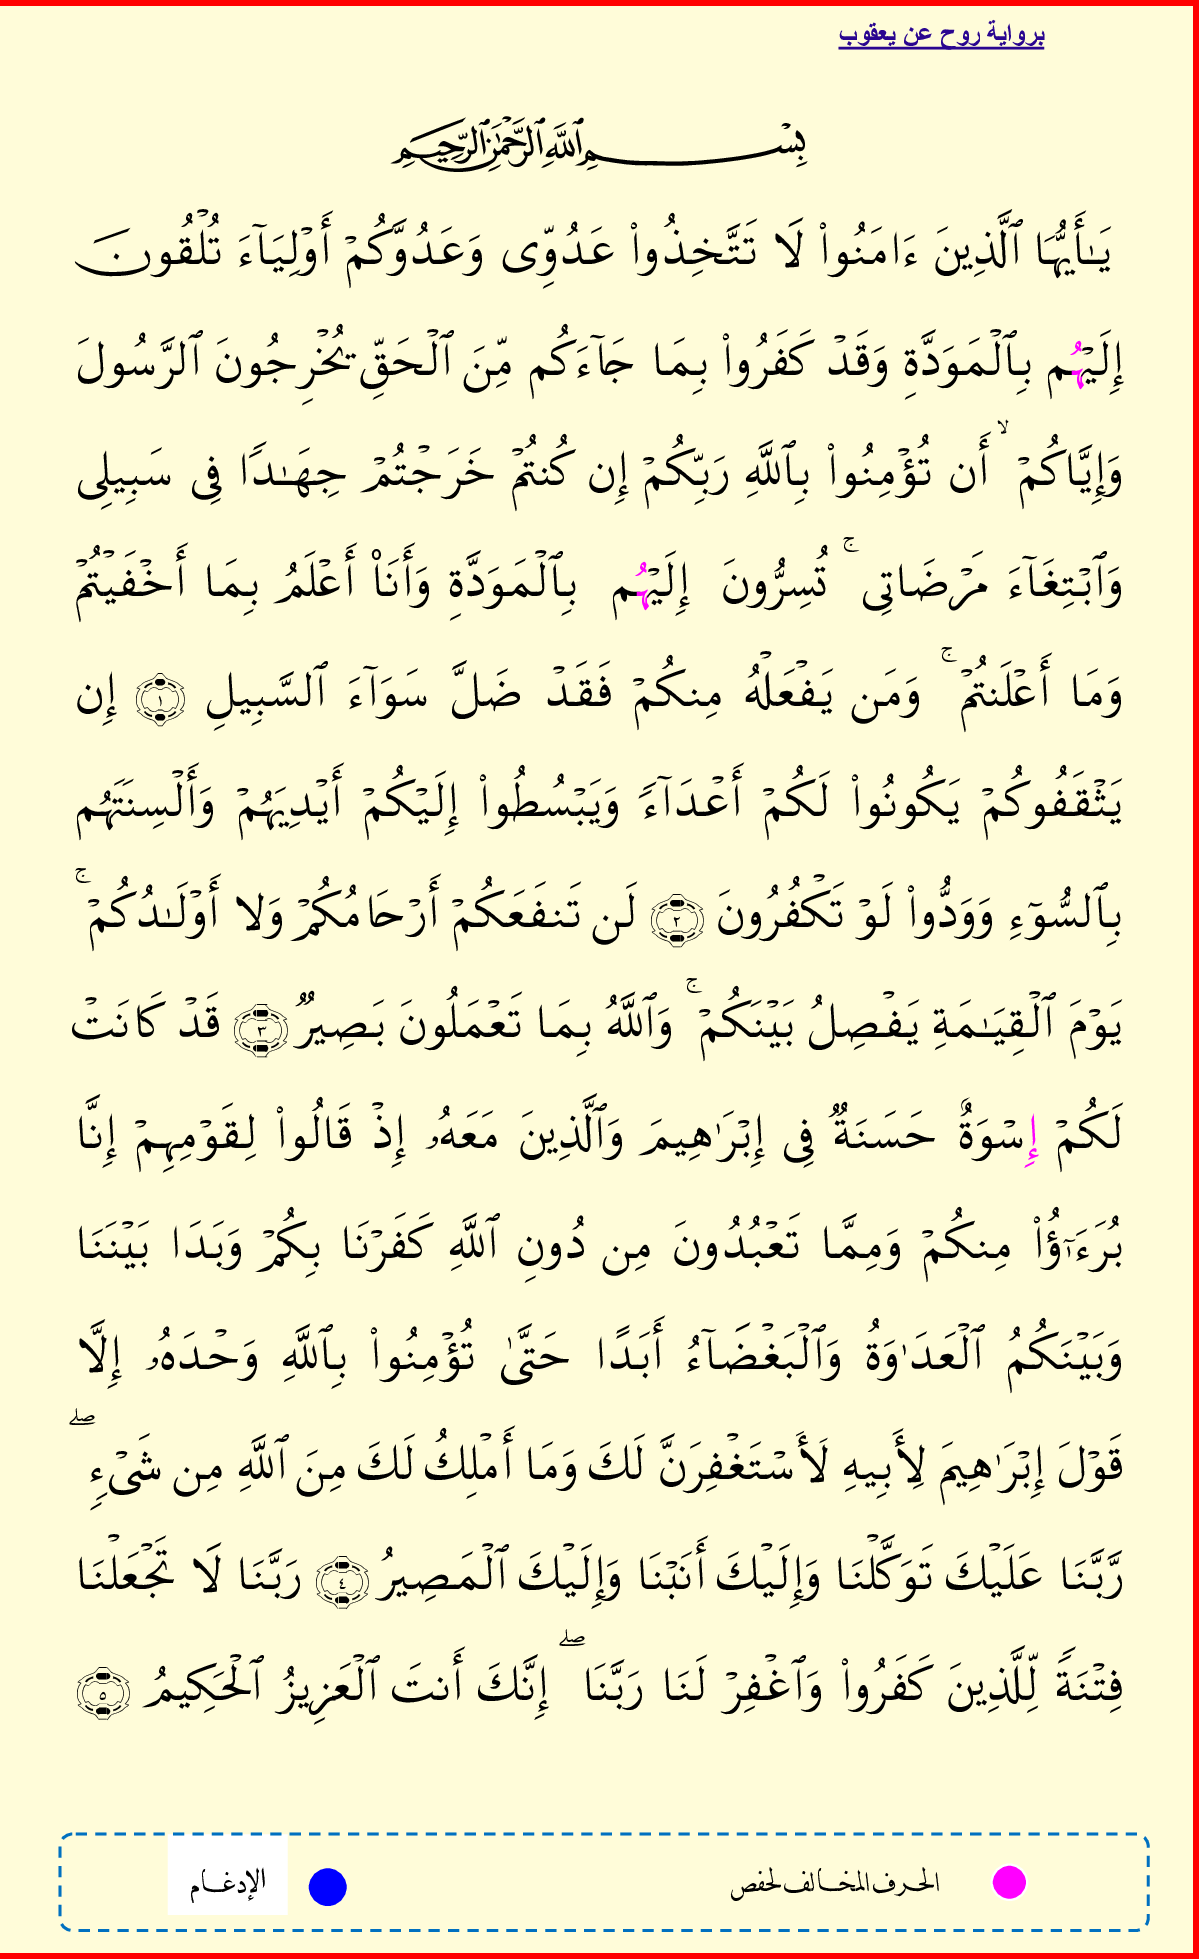 برواية روح عن يعقوب
بِسْمِ ٱللَّهِ ٱلرَّحْمَٰنِ ٱلرَّحِيمِ
يَـٰٓأَيُّهَا ٱلَّذِينَ ءَامَنُوا۟ لَا تَتَّخِذُوا۟ عَدُوِّى وَعَدُوَّكُمْ أَوْلِيَآءَ تُلْقُونَ
إِلَيْهُم بِٱلْمَوَدَّةِ وَقَدْ كَفَرُوا۟ بِمَا جَآءَكُم مِّنَ ٱلْحَقِّ يُخْرِجُونَ ٱلرَّسُولَ
وَإِيَّاكُمْ ۙ أَن تُؤْمِنُوا۟ بِٱللَّهِ رَبِّكُمْ إِن كُنتُمْ خَرَجْتُمْ جِهَـٰدًا فِى سَبِيلِى
وَٱبْتِغَآءَ مَرْضَاتِى ۚ تُسِرُّونَ إِلَيْهُم بِٱلْمَوَدَّةِ وَأَنَا۠ أَعْلَمُ بِمَا أَخْفَيْتُمْ
وَمَا أَعْلَنتُمْ ۚ وَمَن يَفْعَلْهُ مِنكُمْ فَقَدْ ضَلَّ سَوَآءَ ٱلسَّبِيلِ ١ إِن
يَثْقَفُوكُمْ يَكُونُوا۟ لَكُمْ أَعْدَآءً وَيَبْسُطُوا۟ إِلَيْكُمْ أَيْدِيَهُمْ وَأَلْسِنَتَهُم
بِٱلسُّوٓءِ وَوَدُّوا۟ لَوْ تَكْفُرُونَ ٢ لَن تَنفَعَكُمْ أَرْحَامُكُمْ وَلَا أَوْلَـٰدُكُمْ ۚ
يَوْمَ ٱلْقِيَـٰمَةِ يَفْصِلُ بَيْنَكُمْ ۚ وَٱللَّهُ بِمَا تَعْمَلُونَ بَصِيرٌ ٣ قَدْ كَانَتْ
لَكُمْ إِسْوَةٌ حَسَنَةٌ فِى إِبْرَٰهِيمَ وَٱلَّذِينَ مَعَهُۥ إِذْ قَالُوا۟ لِقَوْمِهِمْ إِنَّا
بُرَءَـٰٓؤُا۟ مِنكُمْ وَمِمَّا تَعْبُدُونَ مِن دُونِ ٱللَّهِ كَفَرْنَا بِكُمْ وَبَدَا بَيْنَنَا
وَبَيْنَكُمُ ٱلْعَدَٰوَةُ وَٱلْبَغْضَآءُ أَبَدًا حَتَّىٰ تُؤْمِنُوا۟ بِٱللَّهِ وَحْدَهُۥ إِلَّا
قَوْلَ إِبْرَٰهِيمَ لِأَبِيهِ لَأَسْتَغْفِرَنَّ لَكَ وَمَا أَمْلِكُ لَكَ مِنَ ٱللَّهِ مِن شَىْءٍ ۖ
رَّبَّنَا عَلَيْكَ تَوَكَّلْنَا وَإِلَيْكَ أَنَبْنَا وَإِلَيْكَ ٱلْمَصِيرُ ٤ رَبَّنَا لَا تَجْعَلْنَا
فِتْنَةً لِّلَّذِينَ كَفَرُوا۟ وَٱغْفِرْ لَنَا رَبَّنَا ۖ إِنَّكَ أَنتَ ٱلْعَزِيزُ ٱلْحَكِيمُ ٥
الحرف المخالف لحفص
الإدغام